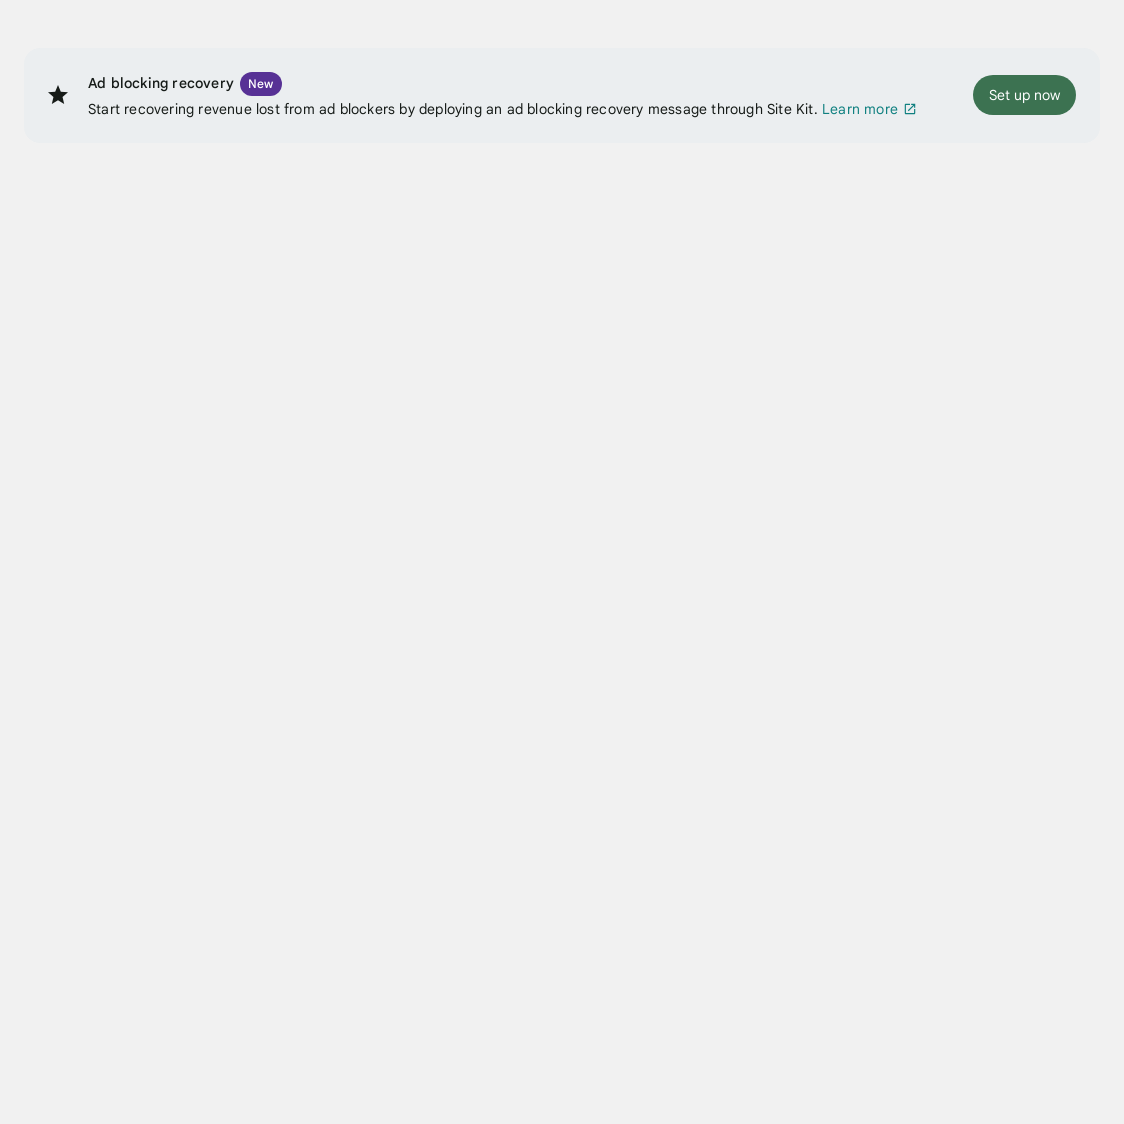 Ad blocking recovery New
Start recovering revenue lost from ad blockers by deploying an ad blocking recovery message through Site Kit. Learn more
Set up now